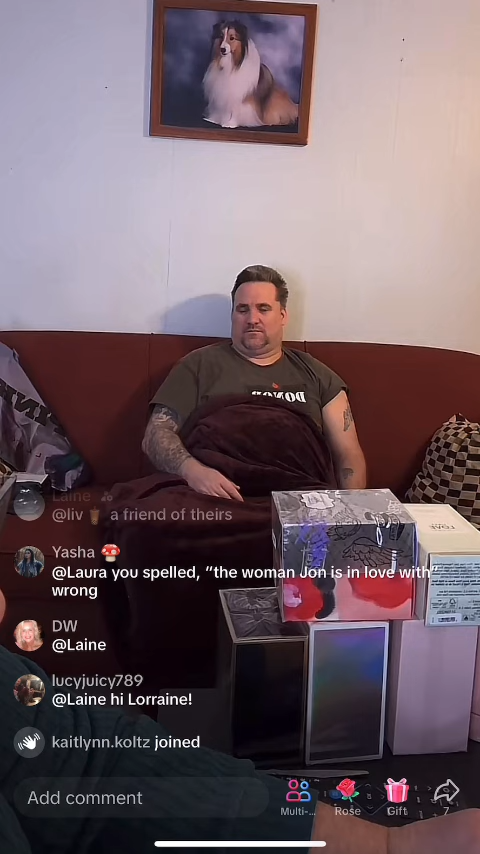 DONOR
Laine
@liv 🧋 a friend of theirs
Yasha 🍄
@Laura you spelled, “the woman Jon is in love with”
wrong
DW
@Laine
lucyjuicy789
@Laine hi Lorraine!
kaitlynn.koltz joined
Add comment
Multi-...
Rose
Gift
7